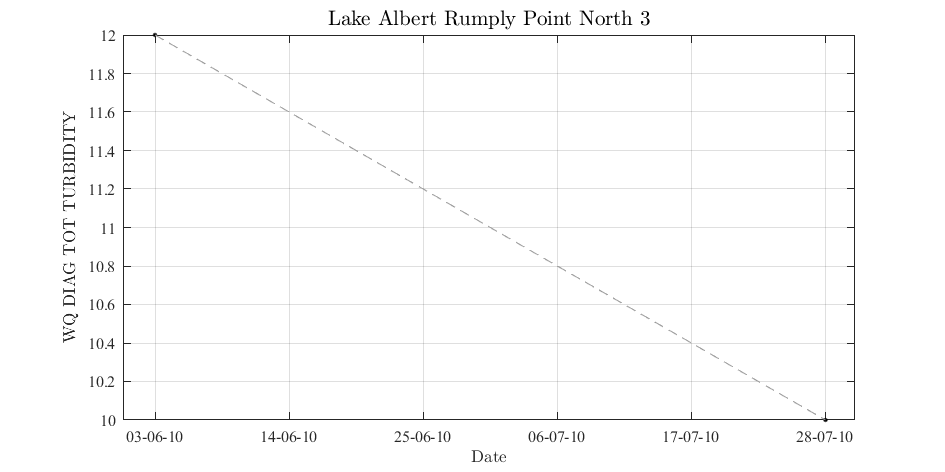 Lake Albert Rumply Point North 3
12
11.8
11.6
11.4
11.2
11
10.8
10.6
10.4
10.2
10
WQ DIAG TOT TURBIDITY
03-06-10 14-06-10 25-06-10 06-07-10 17-07-10 28-07-10
Date